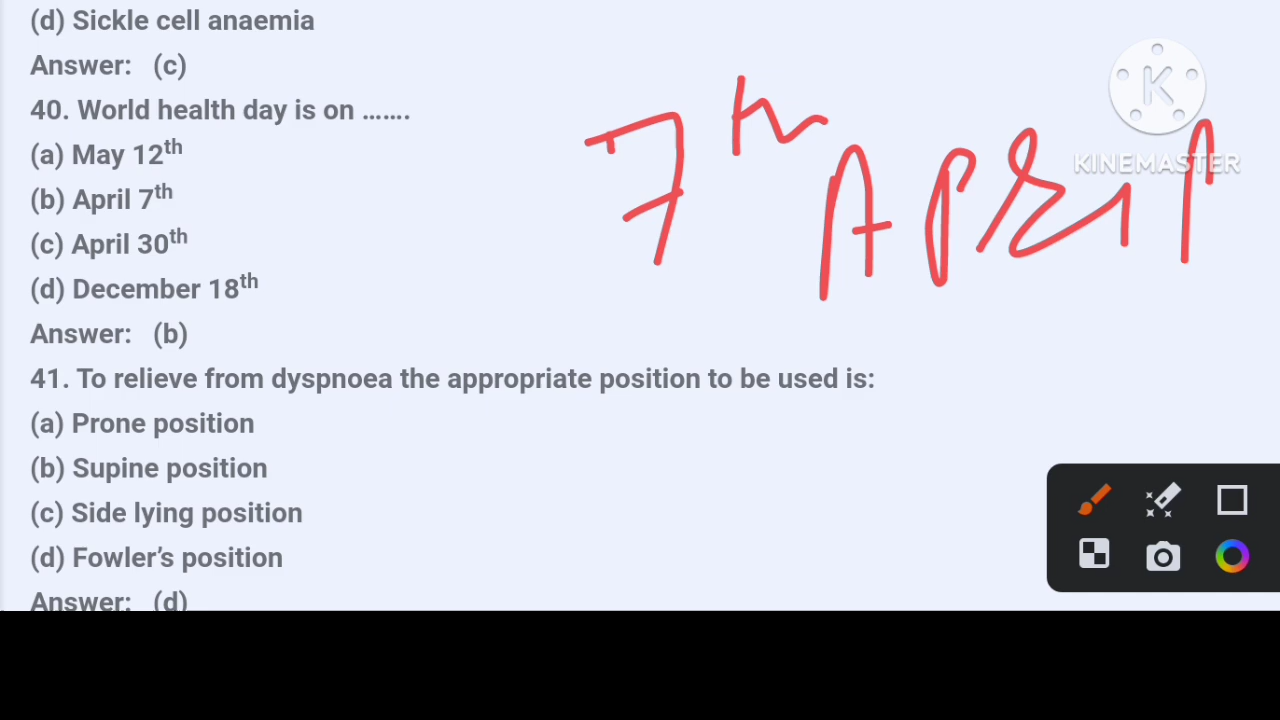 (d) Sickle cell anaemia
Answer: (c)
40. World health day is on .......
(a) May 12th
(b) April 7th
(c) April 30th
(d) December 18th
Answer: (b)
41. To relieve from dyspnoea the appropriate position to be used is:
(a) Prone position
(b) Supine position
(c) Side lying position
(d) Fowler’s position
Answer: (d)
7th April
K
KINEMASTER